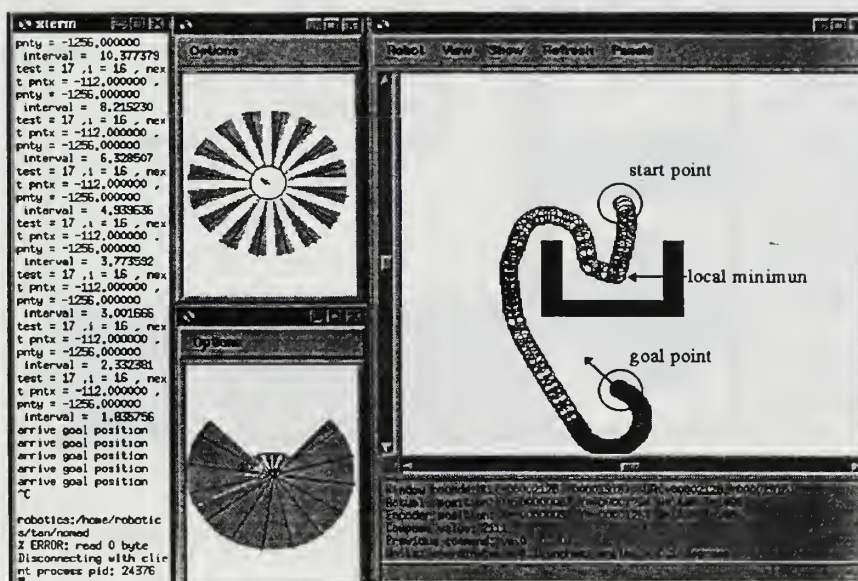 xterm
pnty = -1256,000000
interval = 10.377379
test = 17 ,i = 16 , nex
t pntx = -112,000000 ,
pnty = -1256,000000
interval = 8,215230
test = 17 ,i = 16 , nex
t pntx = -112,000000 ,
pnty = -1256,000000
interval = 6,328507
test = 17 ,i = 16 , nex
t pntx = -112,000000 ,
pnty = -1256,000000
interval = 4,939636
test = 17 ,i = 16 , nex
t pntx = -112,000000 ,
pnty = -1256,000000
interval = 3,773592
test = 17 ,i = 16 , nex
t pntx = -112,000000 ,
pnty = -1256,000000
interval = 3,001666
test = 17 ,i = 16 , nex
t pntx = -112,000000 ,
pnty = -1256,000000
interval = 2,332381
test = 17 ,i = 16 , nex
t pntx = -112,000000 ,
pnty = -1256,000000
interval = 1,835756
arrive goal position
arrive goal position
arrive goal position
arrive goal position
arrive goal position
^C
robotics:/home/robotic
s/tan/nomad
% ERROR: read 0 byte
Disconnecting with clie
nt process pid: 24376
Options
Options
Robot View Show Refresh Panels
start point
local minimun
goal point
Encoder position:
Compass value:
Previous command: